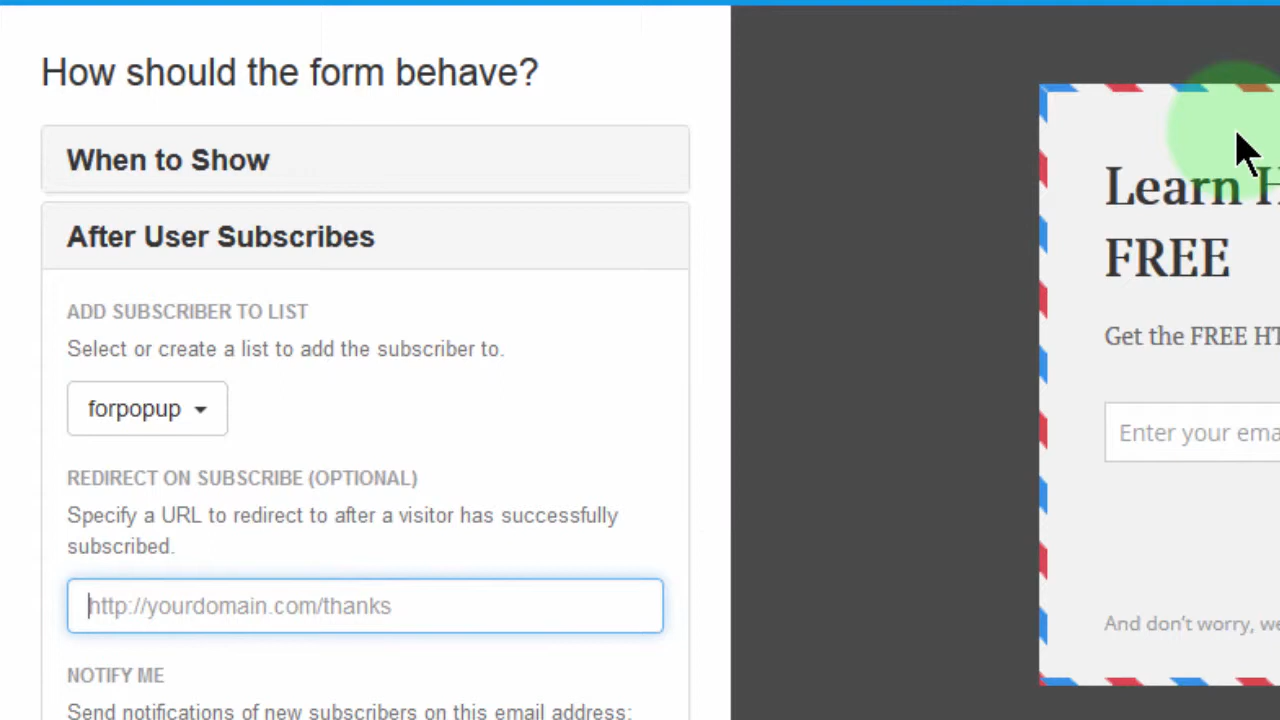 How should the form behave?
When to Show
After User Subscribes
ADD SUBSCRIBER TO LIST
Select or create a list to add the subscriber to.
forpopup
REDIRECT ON SUBSCRIBE (OPTIONAL)
Specify a URL to redirect to after a visitor has successfully
subscribed.
http://yourdomain.com/thanks
NOTIFY ME
Send notifications of new subscribers on this email address:
Learn H
FREE
Get the FREE HT
Enter your ema
And don't worry, we